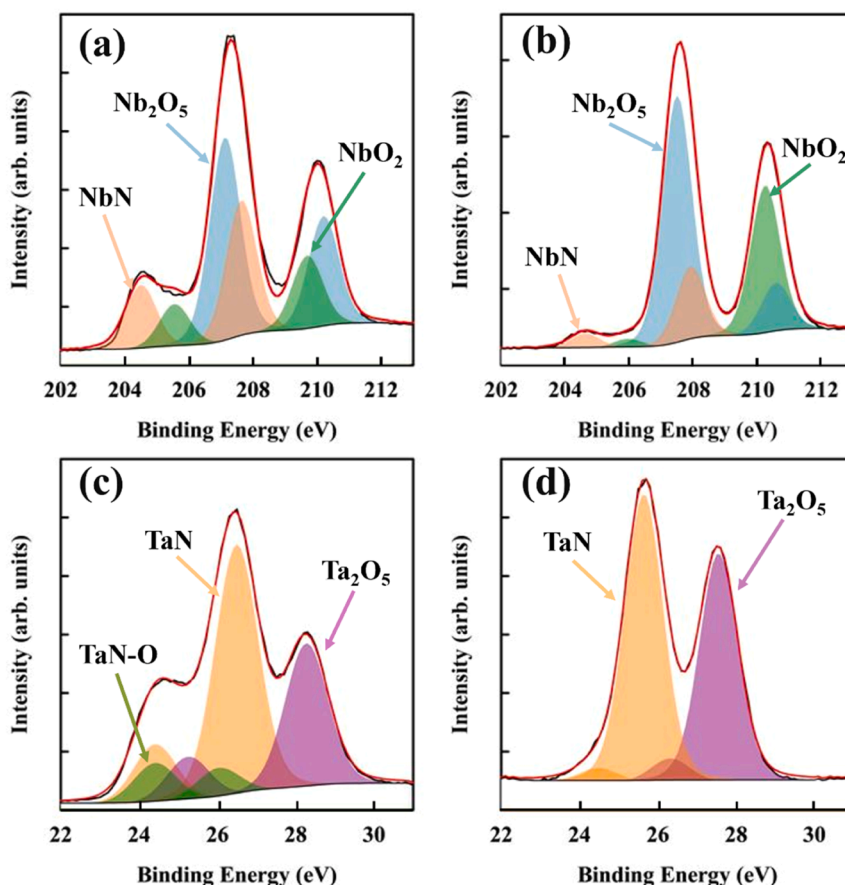 (a)
Nb₂O₅
NbO₂
NbN
Intensity (arb. units)
202 204 206 208 210 212
Binding Energy (eV)
(b)
Nb₂O₅
NbO₂
NbN
Intensity (arb. units)
202 204 206 208 210 212
Binding Energy (eV)
(c)
TaN
Ta₂O₅
TaN-O
Intensity (arb. units)
22 24 26 28 30
Binding Energy (eV)
(d)
Ta₂O₅
TaN
Intensity (arb. units)
22 24 26 28 30
Binding Energy (eV)